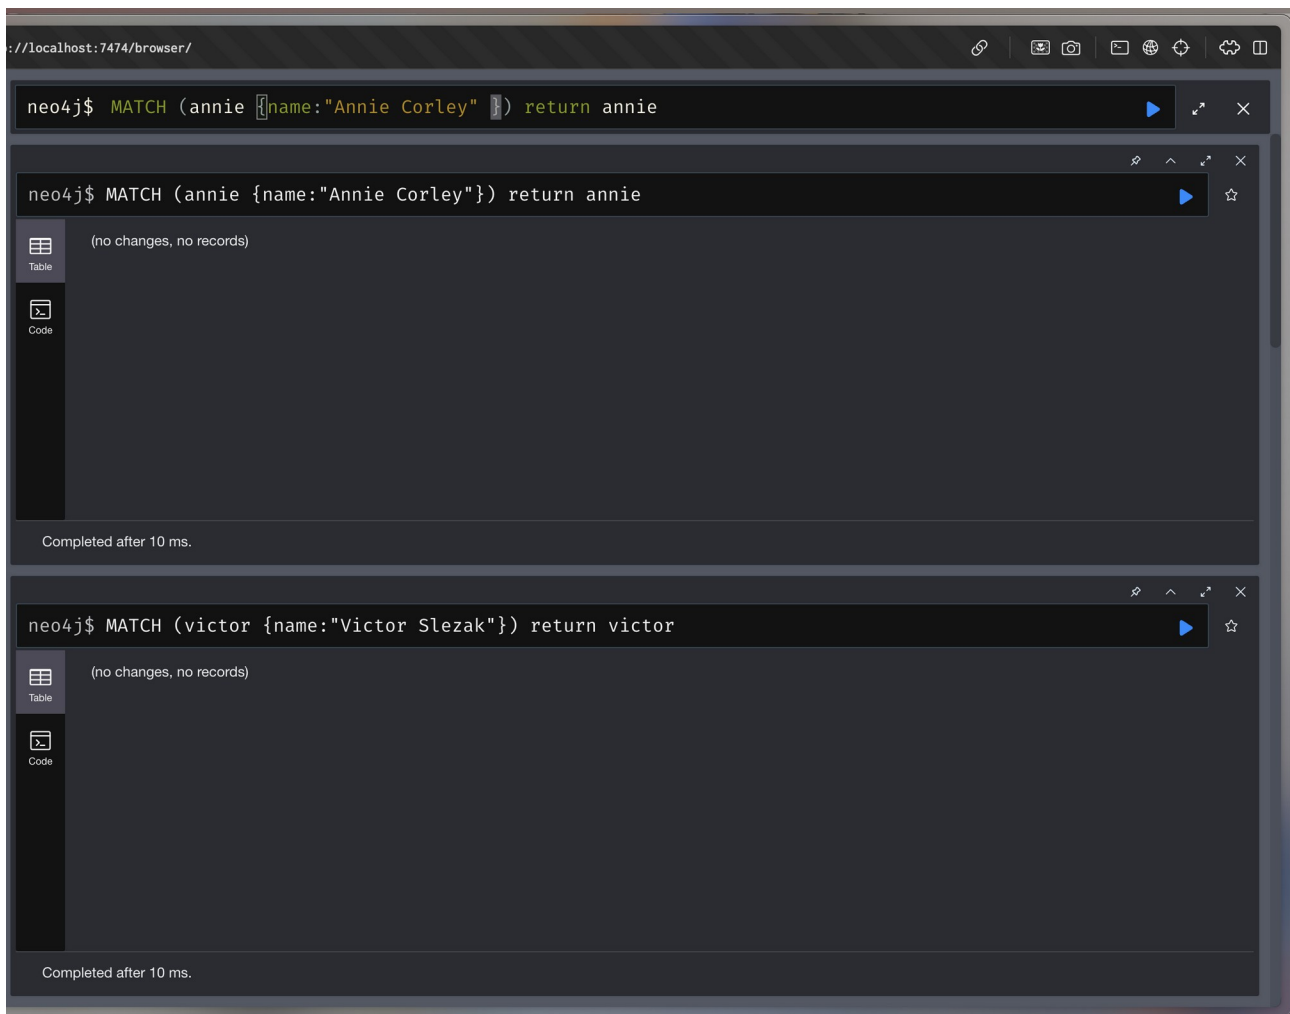 ://localhost:7474/browser/
neo4j$ MATCH (annie {name:"Annie Corley" }) return annie
neo4j$ MATCH (annie {name:"Annie Corley"}) return annie
(no changes, no records)
Table
Code
Completed after 10 ms.
neo4j$ MATCH (victor {name:"Victor Slezak"}) return victor
(no changes, no records)
Table
Code
Completed after 10 ms.